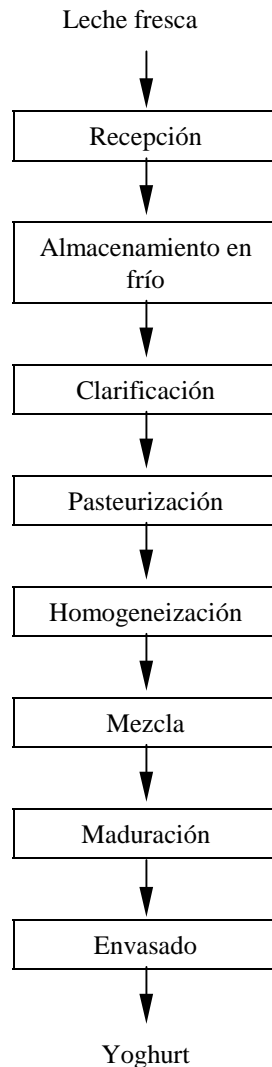 Leche fresca
Recepción
Almacenamiento en
frío
Clarificación
Pasteurización
Homogeneización
Mezcla
Maduración
Envasado
Yoghurt